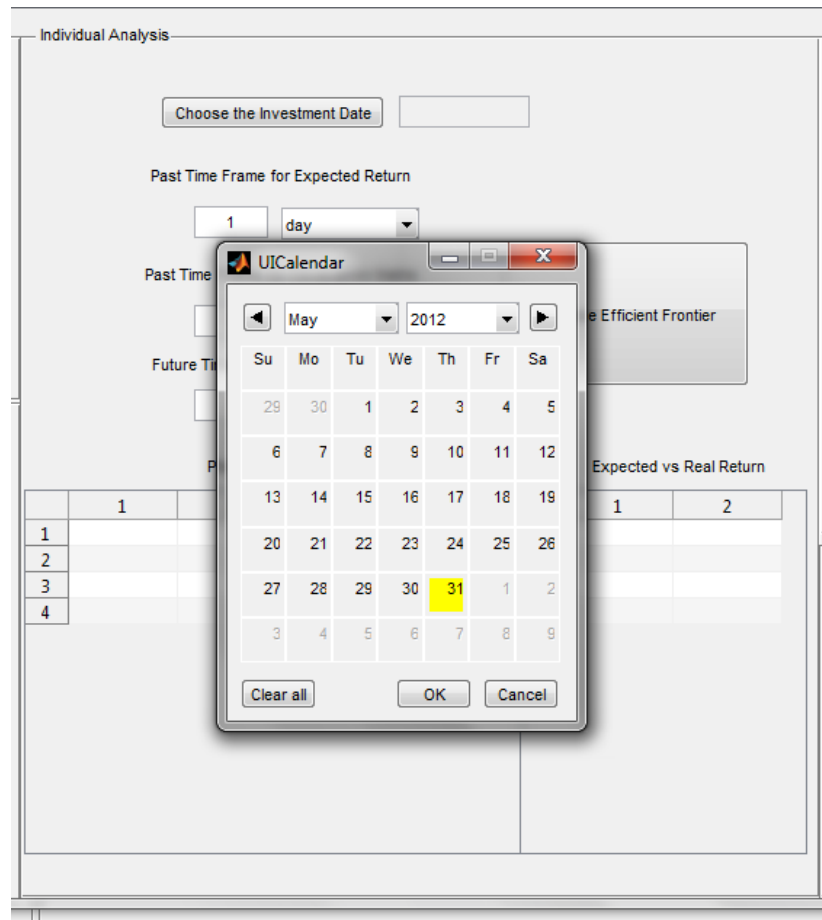 Individual Analysis
Choose the Investment Date
Past Time Frame for Expected Return
1 day
UICalendar
Past Time
May 2012
e Efficient Frontier
Future Ti
Su Mo Tu We Th Fr Sa
29 30 1 2 3 4 5
6 7 8 9 10 11 12
P
Expected vs Real Return
13 14 15 16 17 18 19
1 1 2
1
2
3
4
20 21 22 23 24 25 26
27 28 29 30 31 1 2
3 4 5 6 7 8 9
Clear all OK Cancel